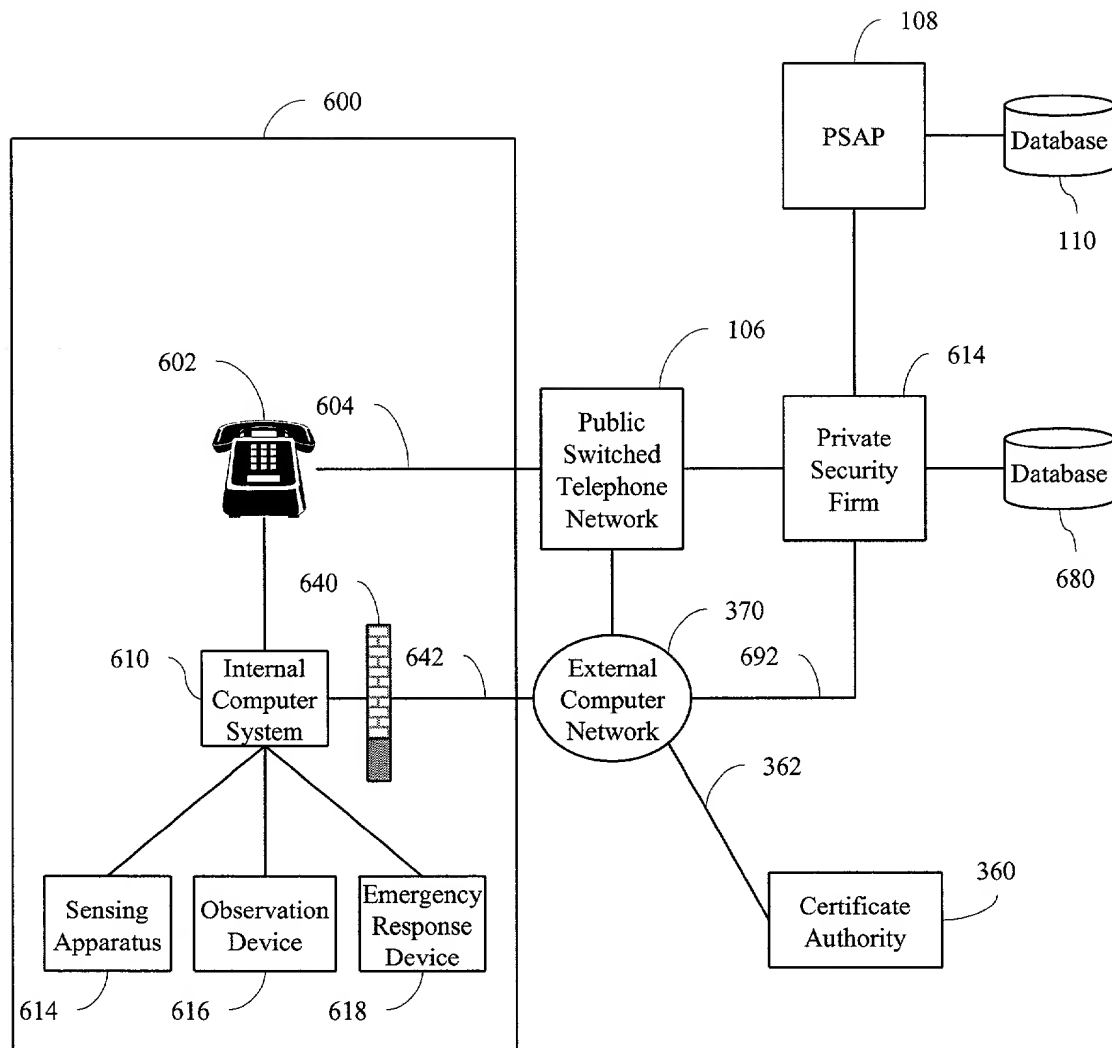 108
600
PSAP
Database
110
106
614
602
604
Public
Switched
Telephone
Network
Private
Security
Firm
Database
680
640
370
610
Internal
Computer
System
642
External
Computer
Network
692
362
360
Sensing
Apparatus
Observation
Device
Emergency
Response
Device
Certificate
Authority
614
616
618